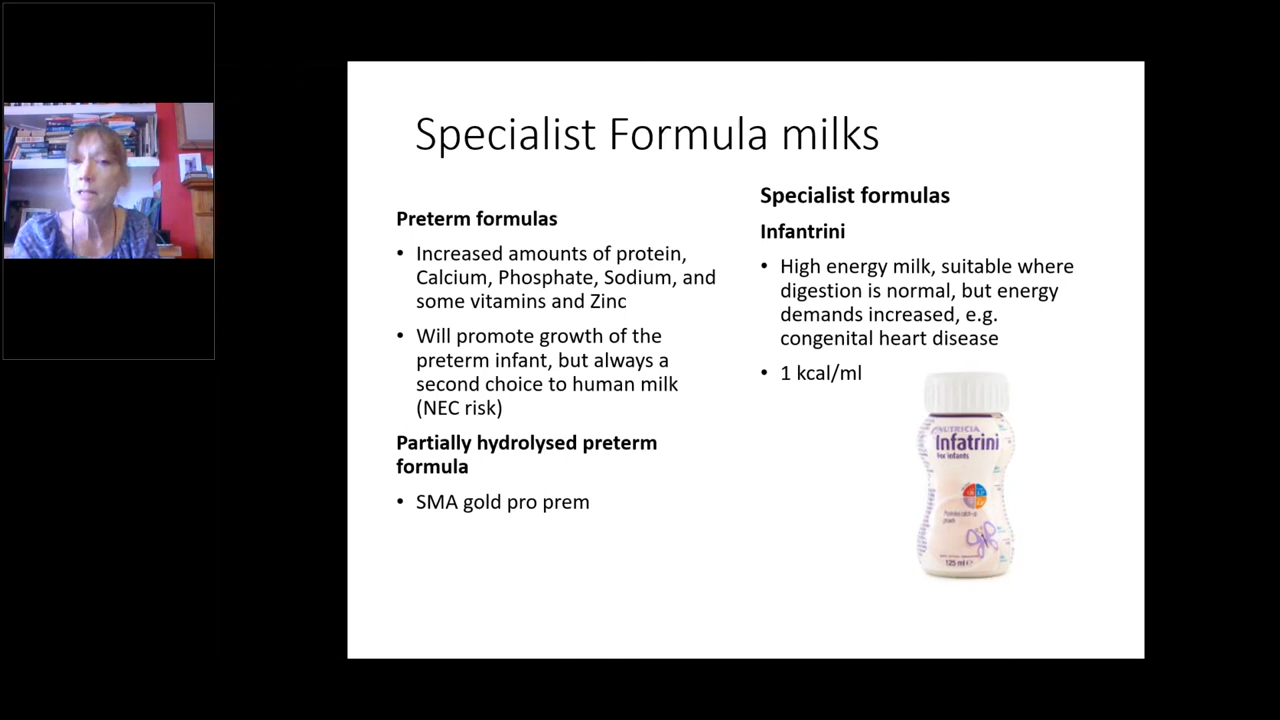 Specialist Formula milks
Preterm formulas
• Increased amounts of protein,
Calcium, Phosphate, Sodium, and
some vitamins and Zinc
• Will promote growth of the
preterm infant, but always a
second choice to human milk
(NEC risk)
Partially hydrolysed preterm
formula
• SMA gold pro prem
Specialist formulas
Infantrini
• High energy milk, suitable where
digestion is normal, but energy
demands increased, e.g.
congenital heart disease
• 1 kcal/ml
NUTRICIA
Infatrini
for infants
125 ml e